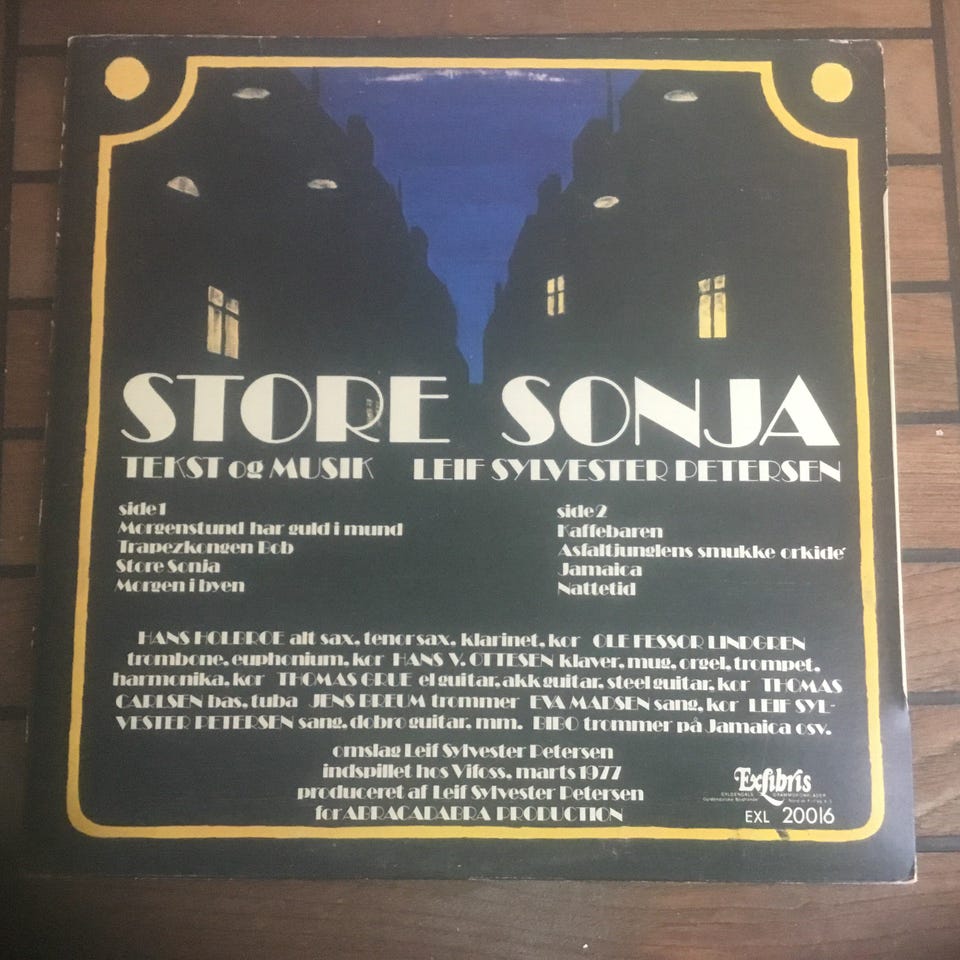 STORE SONJA
TEKST og MUSIK LEIF SYLVESTER PETERSEN
side 1
Morgenstund har guld i mund
Trapezkongen Bob
Store Sonja
Morgen i byen
side 2
Kaffebaren
Asfaltjunglens smukke orkidé
Jamaica
Nattetid
HANS HOLBROE alt sax, tenorsax, klarinet, kor OLE FESSOR LINDGREN
trombone, euphonium, kor HANS V. OTTESEN klaver, mug, orgel, trompet,
harmonika, kor THOMAS GRUE el guitar, akk guitar, steel guitar, kor THOMAS
CARLSEN bas, tuba JENS BREUM trommer EVA MADSEN sang, kor LEIF SYL-
VESTER PETERSEN sang, dobro guitar, mm. BIBO trommer på Jamaica osv.
omslag Leif Sylvester Petersen
indspillet hos Vifoss, marts 1977
produceret af Leif Sylvester Petersen
for ABRACADABRA PRODUCTION
Exlibris
GYLDENDALS GRAMMOFONPLADER
EXL 20016